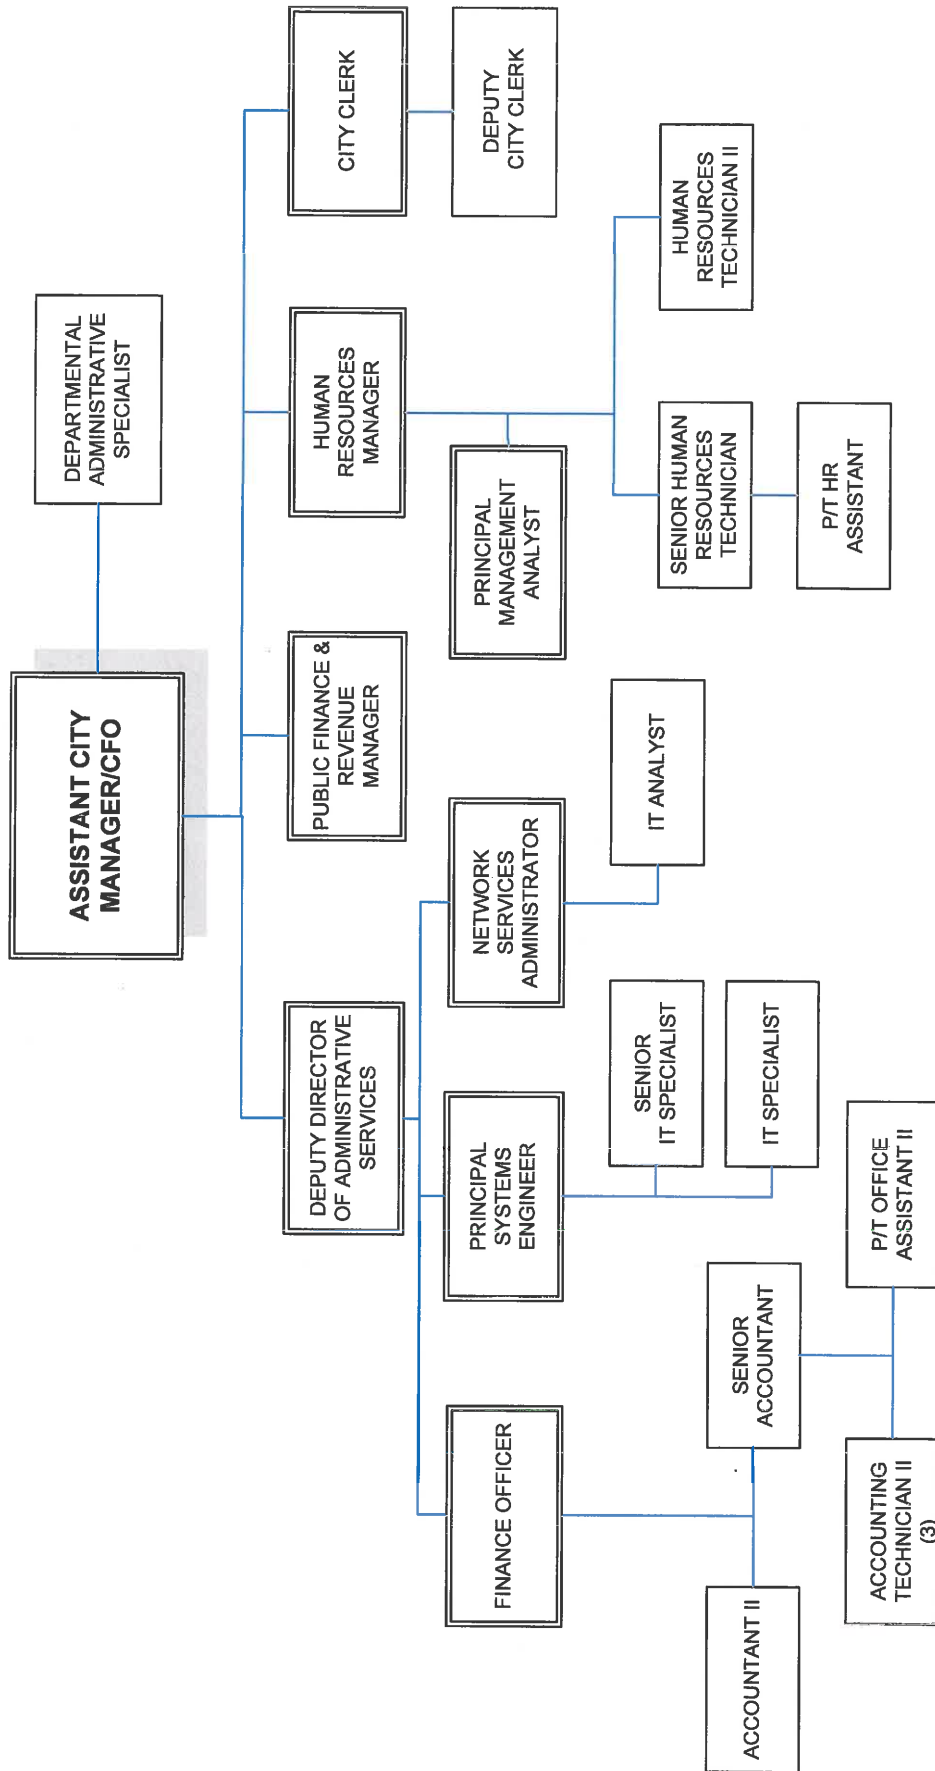 ASSISTANT CITY
MANAGER/CFO
DEPARTMENTAL
ADMINISTRATIVE
SPECIALIST
DEPUTY DIRECTOR
OF ADMINISTRATIVE
SERVICES
PUBLIC FINANCE &
REVENUE
MANAGER
HUMAN
RESOURCES
MANAGER
CITY CLERK
FINANCE OFFICER
PRINCIPAL
SYSTEMS
ENGINEER
NETWORK
SERVICES
ADMINISTRATOR
PRINCIPAL
MANAGEMENT
ANALYST
DEPUTY
CITY CLERK
SENIOR
IT SPECIALIST
IT ANALYST
IT SPECIALIST
SENIOR HUMAN
RESOURCES
TECHNICIAN
HUMAN
RESOURCES
TECHNICIAN II
P/T HR
ASSISTANT
ACCOUNTANT II
SENIOR
ACCOUNTANT
ACCOUNTING
TECHNICIAN II
(3)
P/T OFFICE
ASSISTANT II